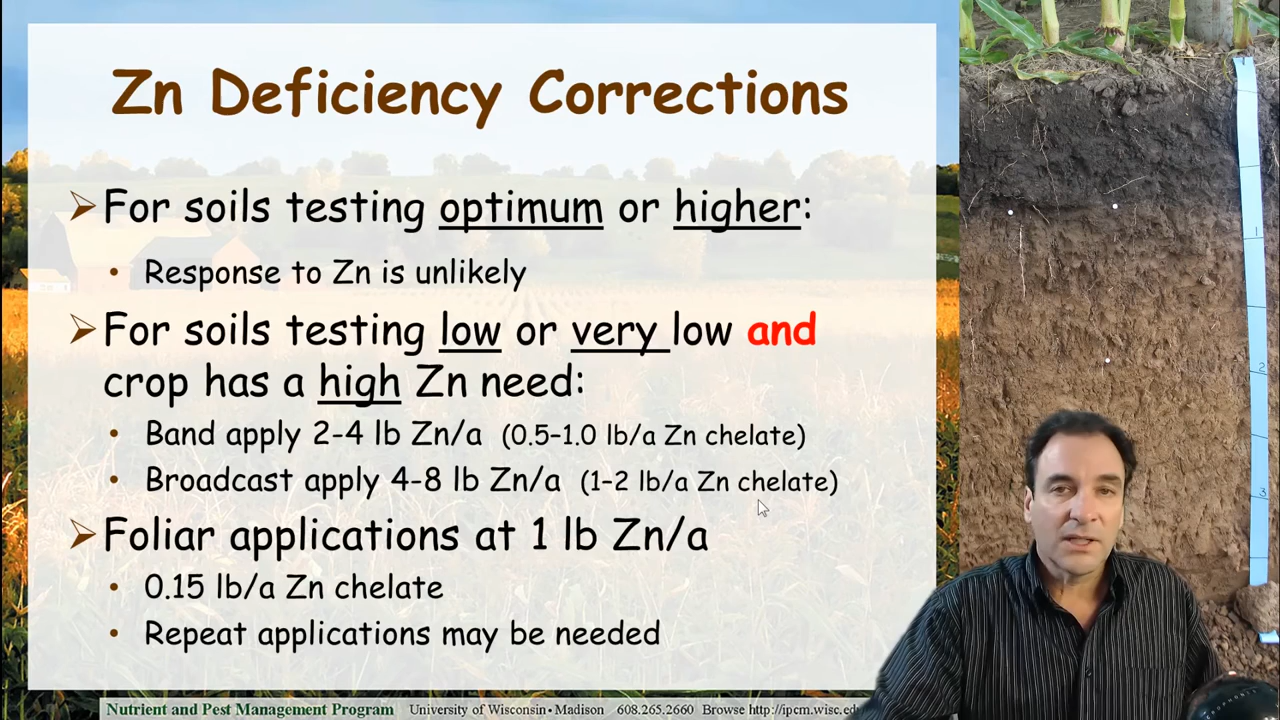 Zn Deficiency Corrections
For soils testing optimum or higher:
Response to Zn is unlikely
For soils testing low or very low and
crop has a high Zn need:
Band apply 2-4 lb Zn/a (0.5-1.0 lb/a Zn chelate)
Broadcast apply 4-8 lb Zn/a (1-2 lb/a Zn chelate)
Foliar applications at 1 lb Zn/a
0.15 lb/a Zn chelate
Repeat applications may be needed
Nutrient and Pest Management Program University of Wisconsin•Madison 608.265.2660 Browse http://ipcm.wisc.ed
1
2
3